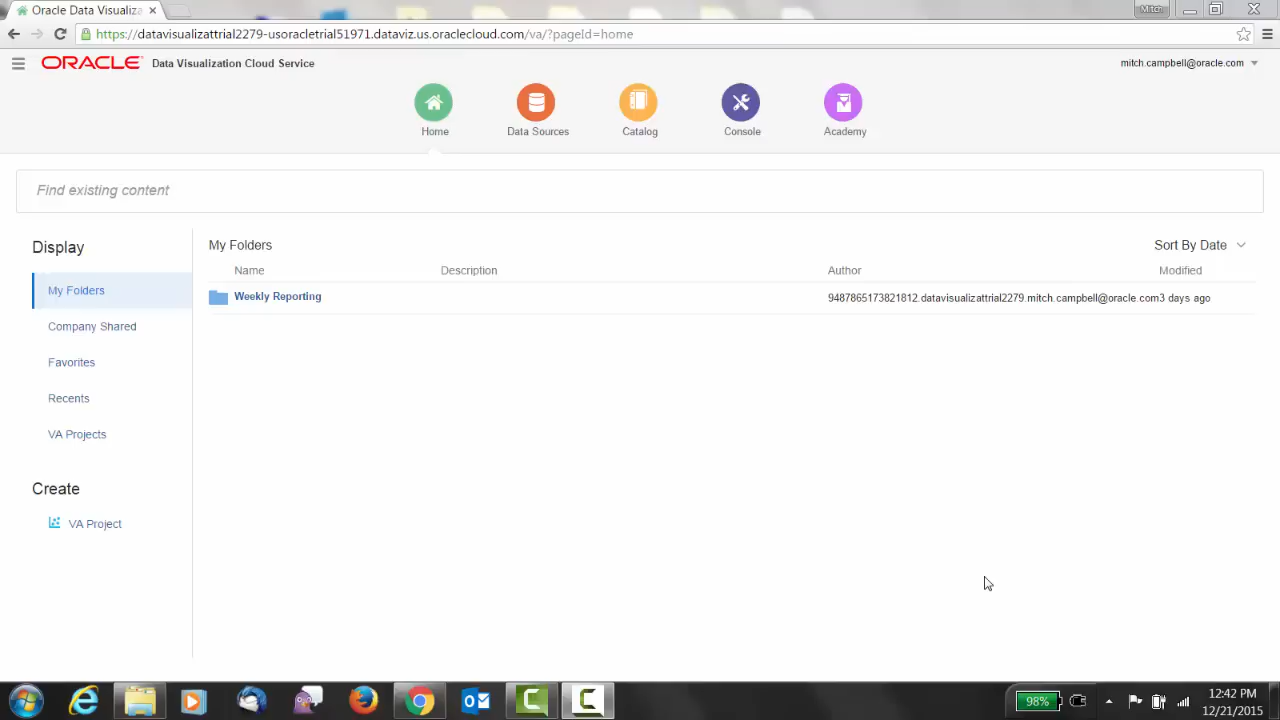 Oracle Data Visualiza
Mitch
https://datavisualizattrial2279-usoracletrial51971.dataviz.us.oraclecloud.com/va/?pageId=home
ORACLE Data Visualization Cloud Service
mitch.campbell@oracle.com
Home
Data Sources
Catalog
Console
Academy
Find existing content
Display
My Folders
Company Shared
Favorites
Recents
VA Projects
Create
VA Project
My Folders
Sort By Date
Name Description Author Modified
Weekly Reporting 9487865173821812.datavisualizattrial2279.mitch.campbell@oracle.com3 days ago
98%
12:42 PM
12/21/2015